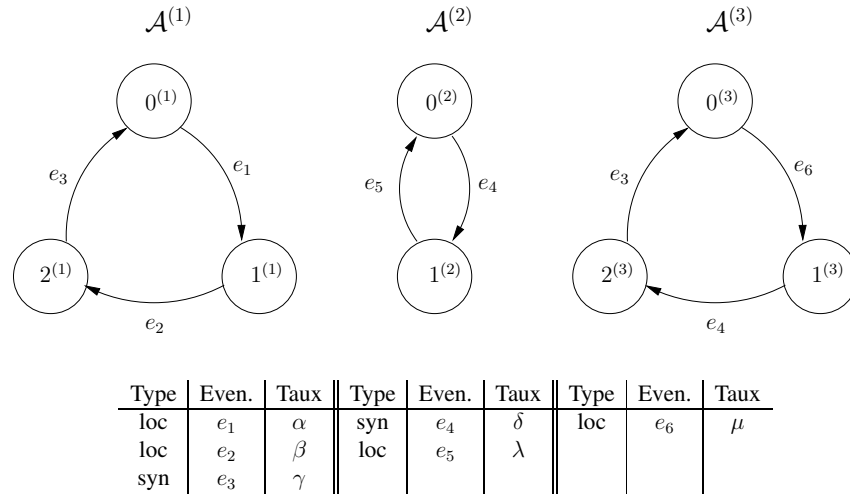 𝒜⁽¹⁾ 𝒜⁽²⁾ 𝒜⁽³⁾
0⁽¹⁾ 0⁽²⁾ 0⁽³⁾
e₃ e₁ e₅ e₄ e₃ e₆
2⁽¹⁾ 1⁽¹⁾ 1⁽²⁾ 2⁽³⁾ 1⁽³⁾
e₂ e₄
Type Even. Taux Type Even. Taux Type Even. Taux
loc e₁ α syn e₄ δ loc e₆ μ
loc e₂ β loc e₅ λ
syn e₃ γ